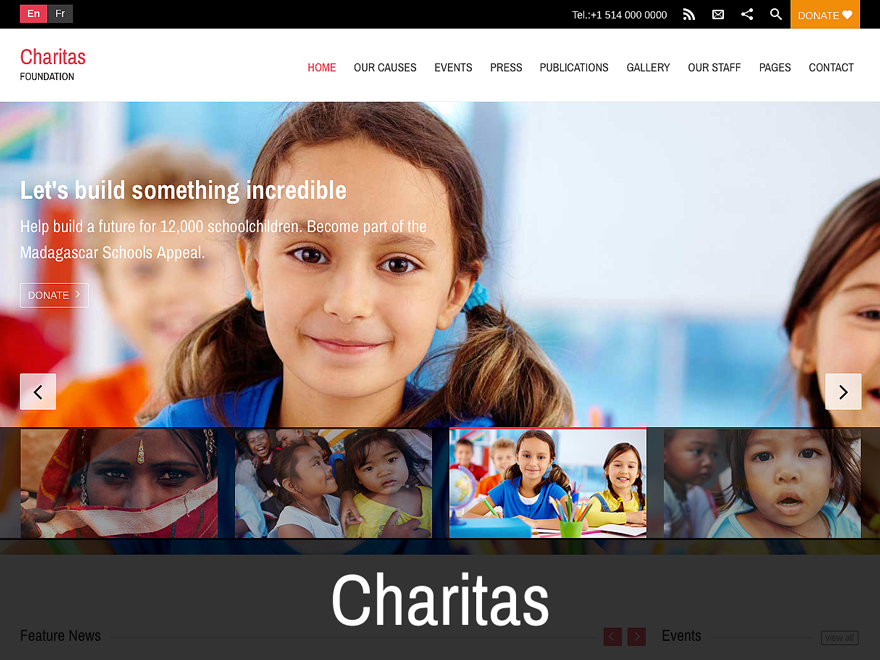 En Fr Tel.:+1 514 000 0000 DONATE
Charitas
FOUNDATION
HOME OUR CAUSES EVENTS PRESS PUBLICATIONS GALLERY OUR STAFF PAGES CONTACT
Let's build something incredible
Help build a future for 12,000 schoolchildren. Become part of the
Madagascar Schools Appeal.
DONATE
Charitas
Feature News Events view all